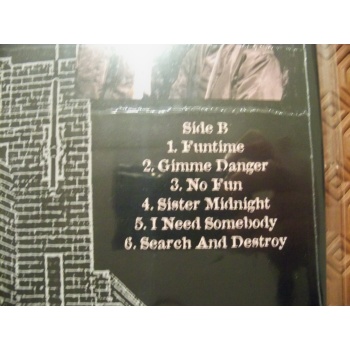 Side B
1. Funtime
2. Gimme Danger
3. No Fun
4. Sister Midnight
5. I Need Somebody
6. Search And Destroy